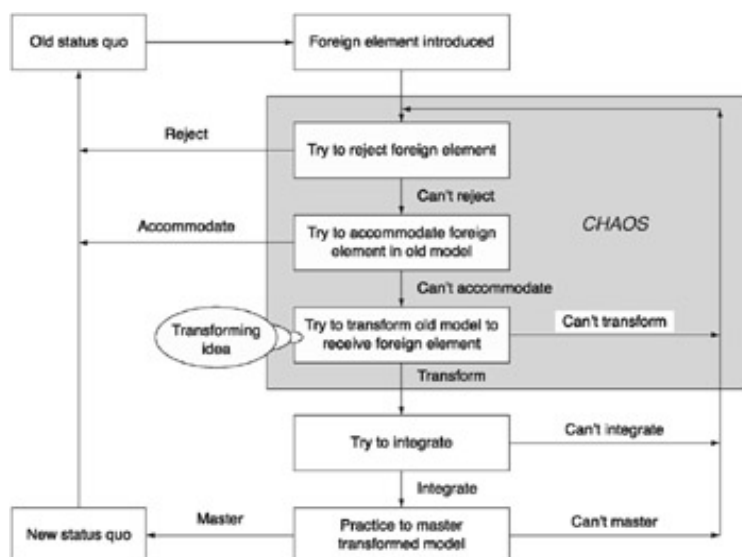 Old status quo
Foreign element introduced
Reject
Try to reject foreign element
Can't reject
CHAOS
Accommodate
Try to accommodate foreign
element in old model
Can't accommodate
Transforming
idea
Try to transform old model to
receive foreign element
Can't transform
Transform
Try to integrate
Can't integrate
Integrate
New status quo
Master
Practice to master
transformed model
Can't master